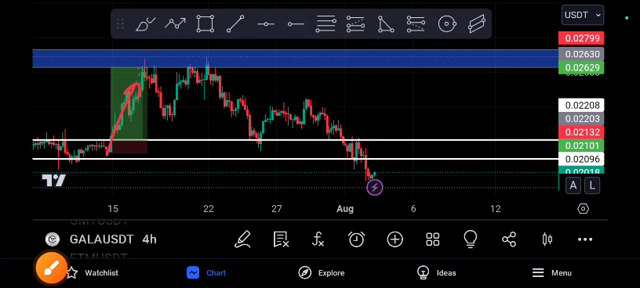 USDT
0.02799
0.02630
0.02629
0.02208
0.02203
0.02132
0.02101
0.02096
0.02018
A L
15 22 27 Aug 6 12
GALAUSDT 4h
Watchlist Chart Explore Ideas Menu